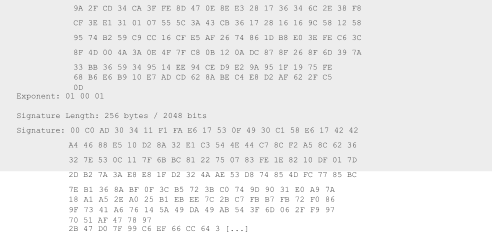 9A 2F CD 34 CA 3F FE 8D 47 0E 8E E3 28 17 36 34 6C 2E 38 F8
CF 3E E1 31 01 07 55 5C 3A 43 CB 36 17 28 16 16 9C 58 12 58
95 74 B2 59 C9 CC 16 CF E5 AF 26 74 86 1D B8 E0 3E FE C6 3C
8F 4D 00 4A 3A 0E 4F 7F C8 0B 12 0A DC 87 8F 26 8F 6D 39 7A
33 BB 36 59 34 95 14 EE 94 CE D9 E2 9A 95 1F 19 75 FE
68 B6 E6 B9 10 E7 AD CD 62 8A BE C4 E8 D2 AF 62 2F C5
0D
Exponent: 01 00 01
Signature Length: 256 bytes / 2048 bits
Signature: 00 C0 AD 30 34 11 F1 FA E6 17 53 0F 49 30 C1 58 E6 17 42 42
A4 46 88 E5 10 D2 8A 32 E1 C3 54 4E 44 C7 8C F2 A5 8C 62 36
32 7E 53 0C 11 7F 6B BC 81 22 75 07 83 FE 1E 82 10 DF 01 7D
2D B2 7A 3A E8 E8 1F D2 32 4A AE 53 D8 74 85 4D FC 77 85 BC
7E B1 36 8A BF 0F 3C B5 72 3B C0 74 9D 90 31 E0 A9 7A
18 A1 A5 2E A0 25 B1 EB EE 7C 2B C7 FB B7 FB 72 F0 86
9F 73 41 A6 76 14 5A 49 DA 49 AB 54 3F 6D 06 2F F9 97
70 51 AF 47 78 97
2B 47 D0 7F 99 C6 EF 66 CC 64 3 [...]